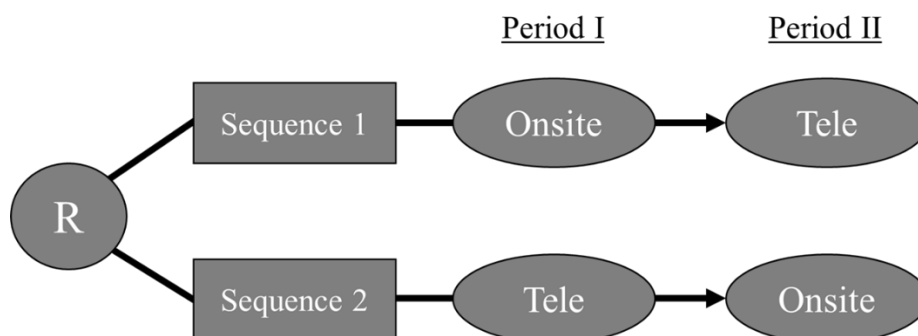 Period I Period II
Sequence 1 Onsite Tele
R
Sequence 2 Tele Onsite